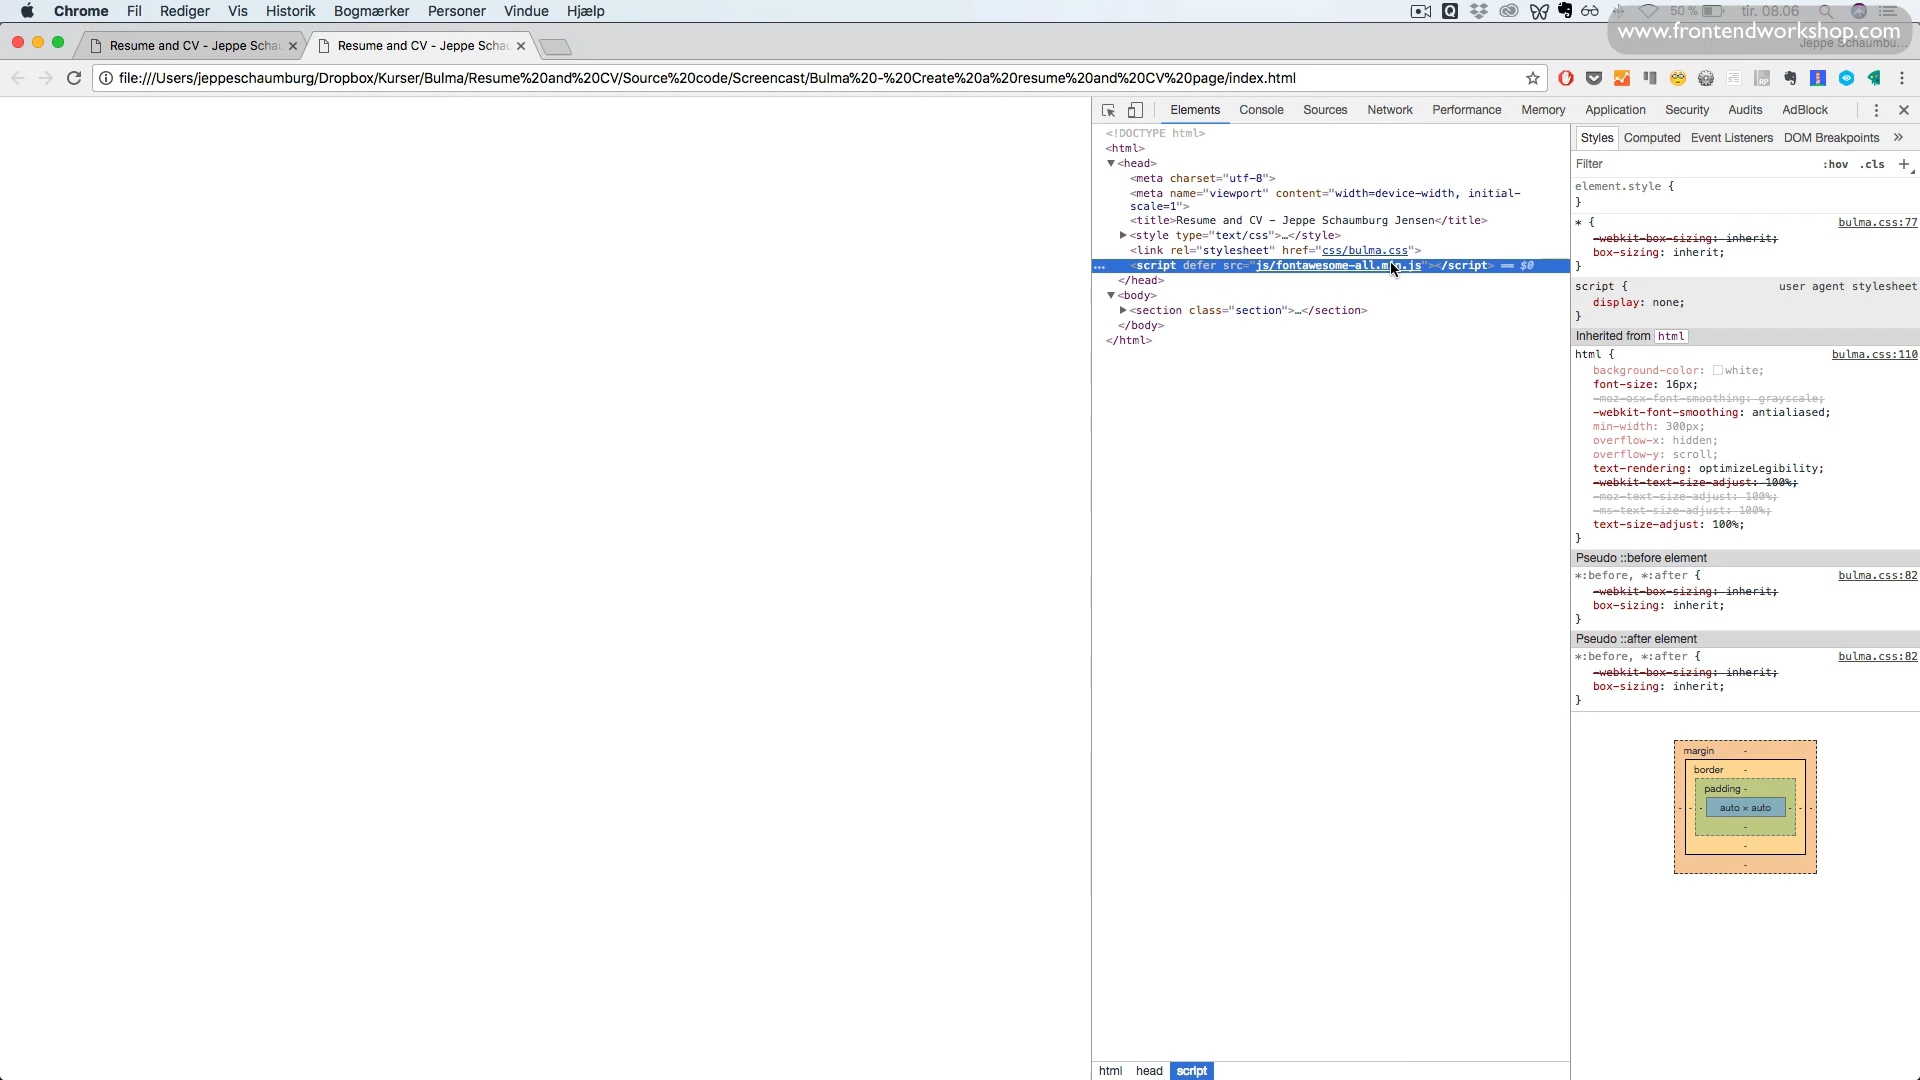 Chrome Fil Rediger Vis Historik Bogmærker Personer Vindue Hjælp 50 % tir. 08.06
www.frontendworkshop.com
Resume and CV - Jeppe Schau Resume and CV - Jeppe Schau Jeppe Schaumbu...
file:///Users/jeppeschaumburg/Dropbox/Kurser/Bulma/Resume%20and%20CV/Source%20code/Screencast/Bulma%20-%20Create%20a%20resume%20and%20CV%20page/index.html
Elements Console Sources Network Performance Memory Application Security Audits AdBlock
<!DOCTYPE html>
<html>
<head>
<meta charset="utf-8">
<meta name="viewport" content="width=device-width, initial-
scale=1">
<title>Resume and CV - Jeppe Schaumburg Jensen</title>
<style type="text/css">…</style>
<link rel="stylesheet" href="css/bulma.css">
… <script defer src="js/fontawesome-all.min.js"></script> == $0
</head>
<body>
<section class="section">…</section>
</body>
</html>
html head script
Styles Computed Event Listeners DOM Breakpoints »
Filter :hov .cls +
element.style {
}
* { bulma.css:77
-webkit-box-sizing: inherit;
box-sizing: inherit;
}
script { user agent stylesheet
display: none;
}
Inherited from html
html { bulma.css:110
background-color: white;
font-size: 16px;
-moz-osx-font-smoothing: grayscale;
-webkit-font-smoothing: antialiased;
min-width: 300px;
overflow-x: hidden;
overflow-y: scroll;
text-rendering: optimizeLegibility;
-webkit-text-size-adjust: 100%;
-moz-text-size-adjust: 100%;
-ms-text-size-adjust: 100%;
text-size-adjust: 100%;
}
Pseudo ::before element
*:before, *:after { bulma.css:82
-webkit-box-sizing: inherit;
box-sizing: inherit;
}
Pseudo ::after element
*:before, *:after { bulma.css:82
-webkit-box-sizing: inherit;
box-sizing: inherit;
}
margin -
border -
padding -
- - - auto × auto - - -
-
-
-